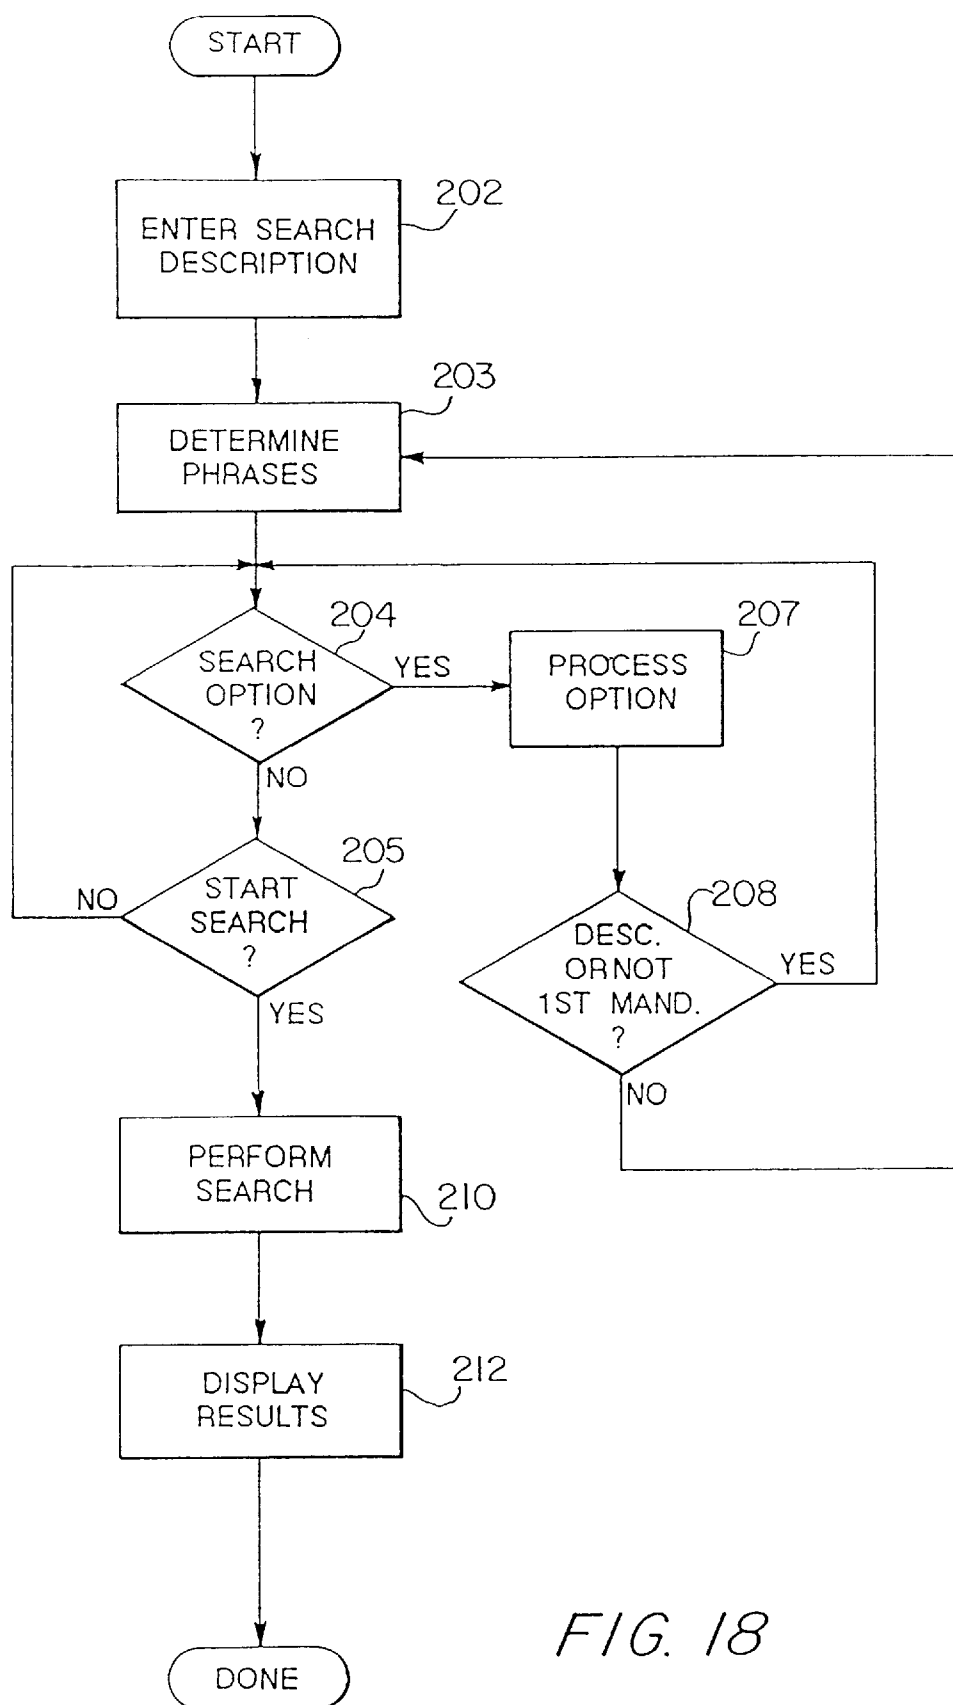 START
202
ENTER SEARCH
DESCRIPTION
203
DETERMINE
PHRASES
204
SEARCH
OPTION
?
YES
207
PROCESS
OPTION
NO
205
START
SEARCH
?
NO
YES
208
DESC.
OR NOT
1ST MAND.
?
YES
NO
PERFORM
SEARCH
210
DISPLAY
RESULTS
212
DONE
FIG. 18